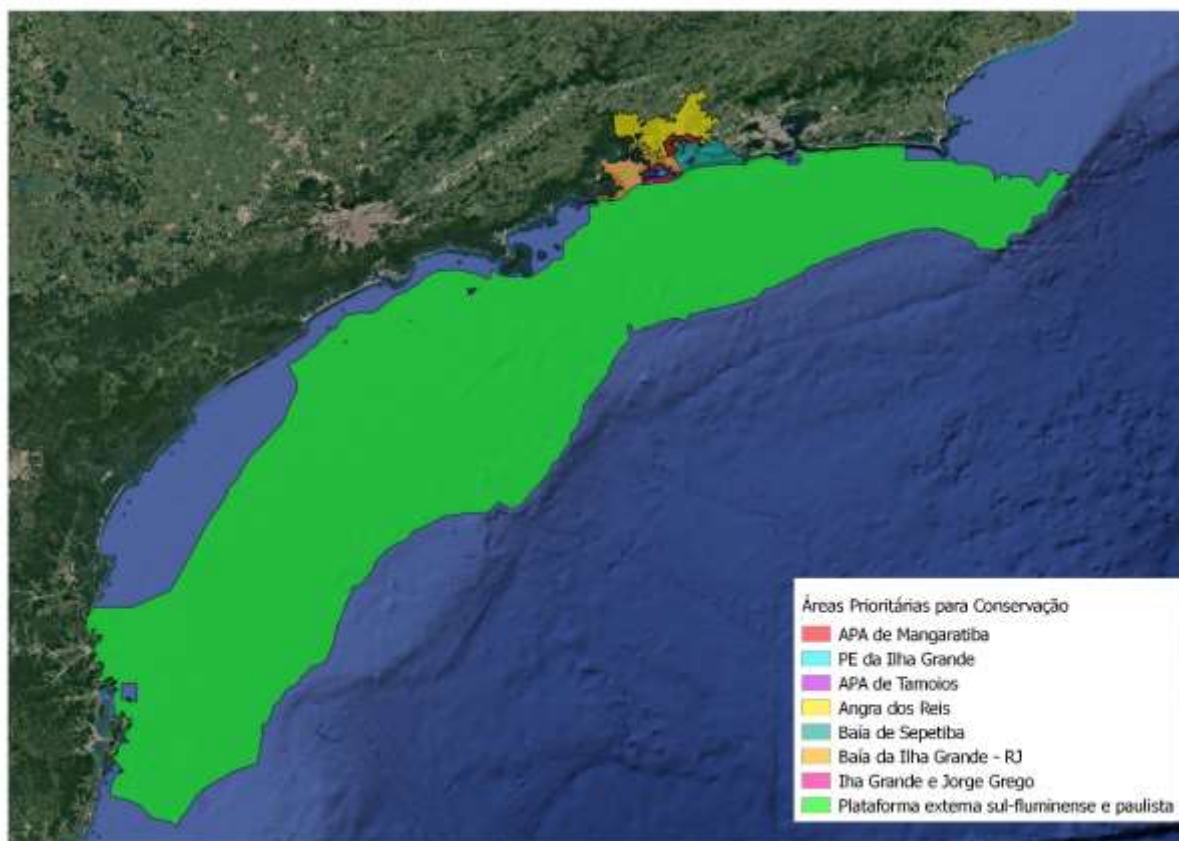 Áreas Prioritárias para Conservação
APA de Mangaratiba
PE da Ilha Grande
APA de Tamoios
Angra dos Reis
Baía de Sepetiba
Baía da Ilha Grande - RJ
Iha Grande e Jorge Grego
Plataforma externa sul-fluminense e paulista